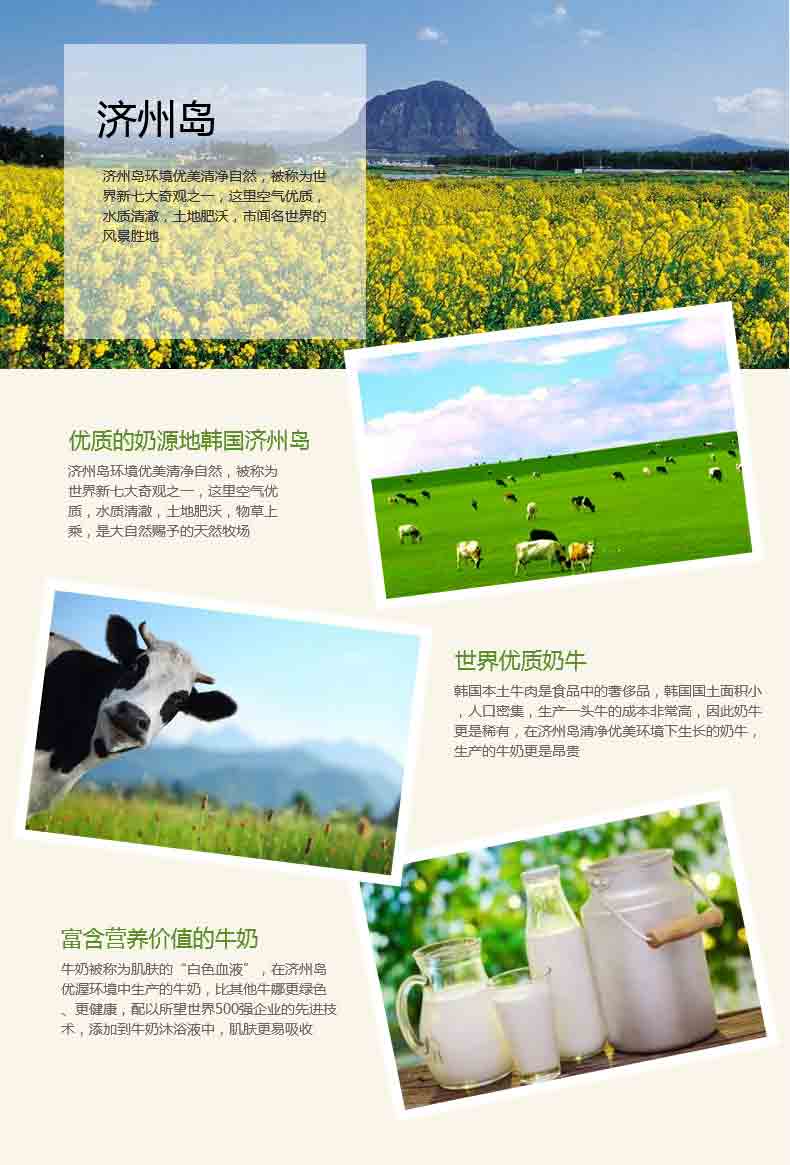 济州岛
济州岛环境优美清净自然，被称为世
界新七大奇观之一，这里空气优质，
水质清澈，土地肥沃，市闻名世界的
风景胜地
优质的奶源地韩国济州岛
济州岛环境优美清净自然，被称为
世界新七大奇观之一，这里空气优
质，水质清澈，土地肥沃，物草上
乘，是大自然赐予的天然牧场
世界优质奶牛
韩国本土牛肉是食品中的奢侈品，韩国国土面积小
，人口密集，生产一头牛的成本非常高，因此奶牛
更是稀有，在济州岛清净优美环境下生长的奶牛，
生产的牛奶更是昂贵
富含营养价值的牛奶
牛奶被称为肌肤的“白色血液”，在济州岛
优渥环境中生产的牛奶，比其他牛哪更绿色
、更健康，配以所望世界500强企业的先进技
术，添加到牛奶沐浴液中，肌肤更易吸收